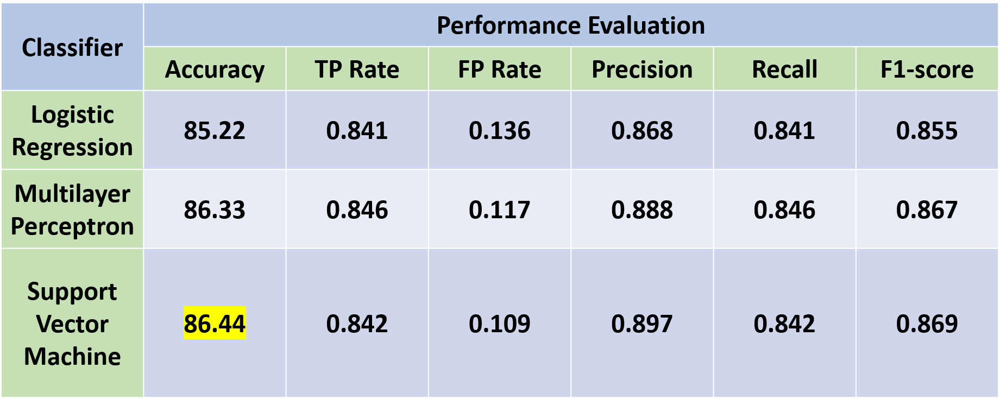 Classifier
Performance Evaluation
Accuracy TP Rate FP Rate Precision Recall F1-score
Logistic
Regression
85.22 0.841 0.136 0.868 0.841 0.855
Multilayer
Perceptron
86.33 0.846 0.117 0.888 0.846 0.867
Support
Vector
Machine
86.44 0.842 0.109 0.897 0.842 0.869